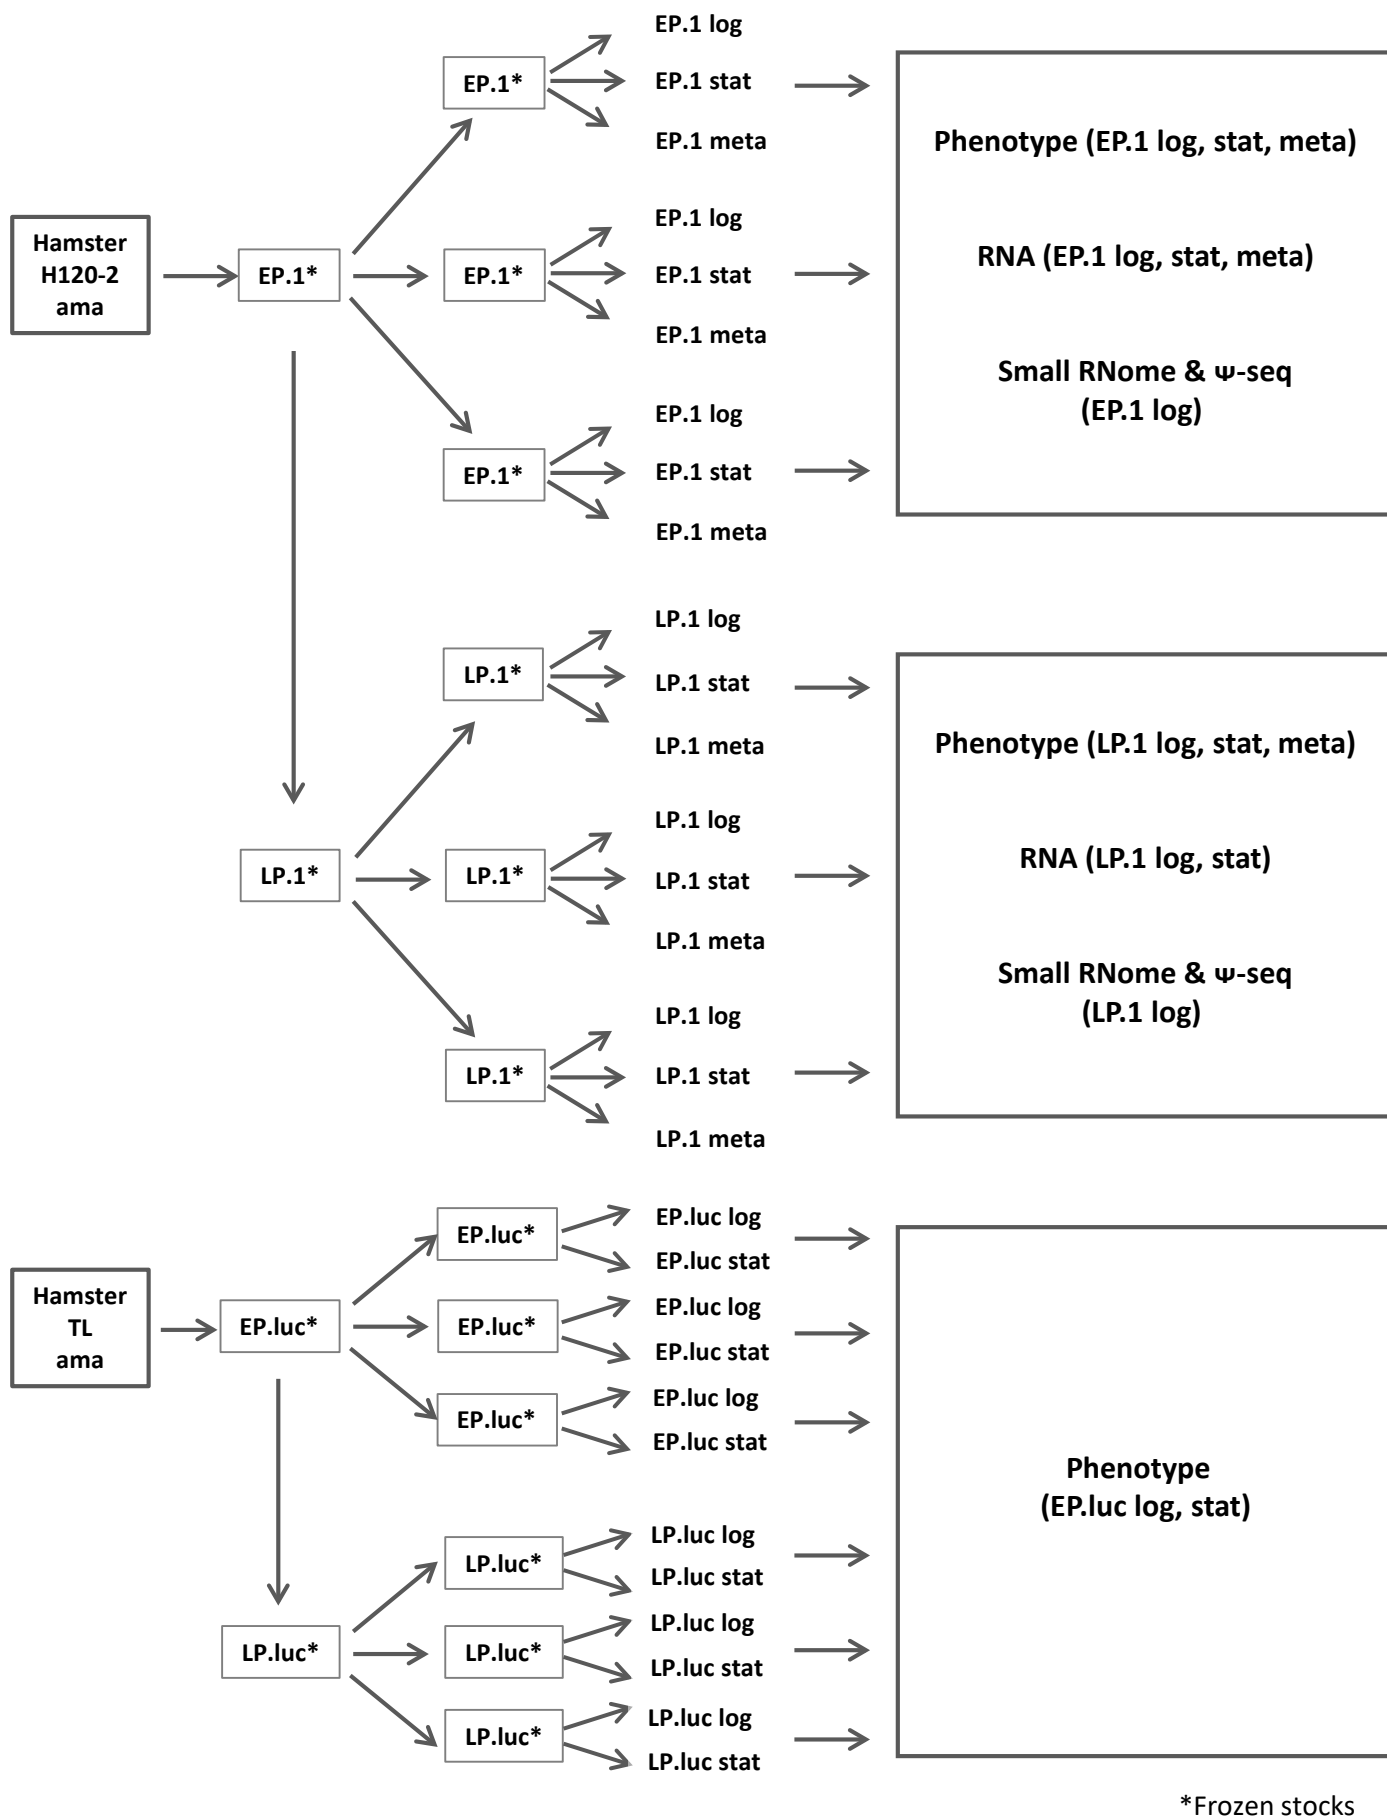 EP.1 log
EP.1*
EP.1 stat
EP.1 meta
Phenotype (EP.1 log, stat, meta)
Hamster
H120-2
ama
EP.1*
EP.1*
EP.1 log
EP.1 stat
EP.1 meta
RNA (EP.1 log, stat, meta)
Small RNome & ψ-seq
(EP.1 log)
EP.1*
EP.1 log
EP.1 stat
EP.1 meta
LP.1*
LP.1 log
LP.1 stat
LP.1 meta
Phenotype (LP.1 log, stat, meta)
LP.1*
LP.1*
LP.1 log
LP.1 stat
LP.1 meta
RNA (LP.1 log, stat)
Small RNome & ψ-seq
(LP.1 log)
LP.1*
LP.1 log
LP.1 stat
LP.1 meta
EP.luc*
EP.luc log
EP.luc stat
Hamster
TL
ama
EP.luc*
EP.luc*
EP.luc log
EP.luc stat
EP.luc*
EP.luc log
EP.luc stat
Phenotype
(EP.luc log, stat)
LP.luc*
LP.luc log
LP.luc stat
LP.luc*
LP.luc*
LP.luc log
LP.luc stat
LP.luc*
LP.luc log
LP.luc stat
*Frozen stocks